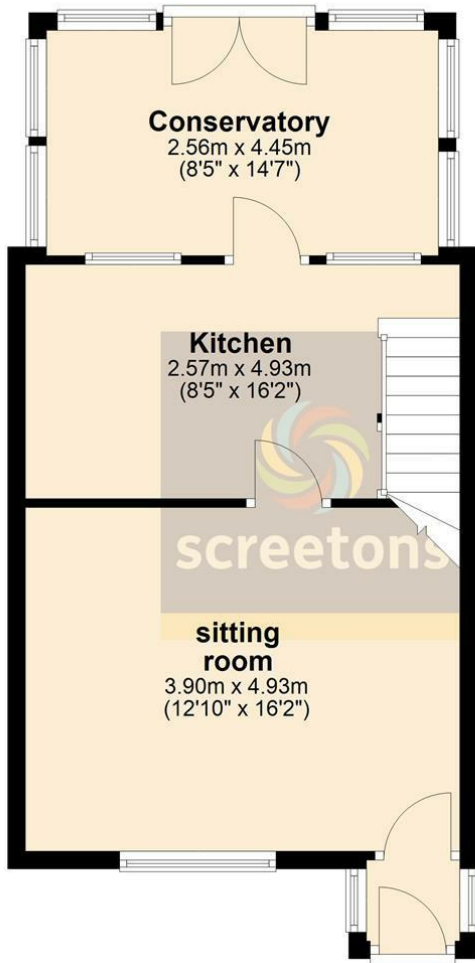 Conservatory
2.56m x 4.45m
(8'5" x 14'7")
Kitchen
2.57m x 4.93m
(8'5" x 16'2")
screetons
sitting
room
3.90m x 4.93m
(12'10" x 16'2")